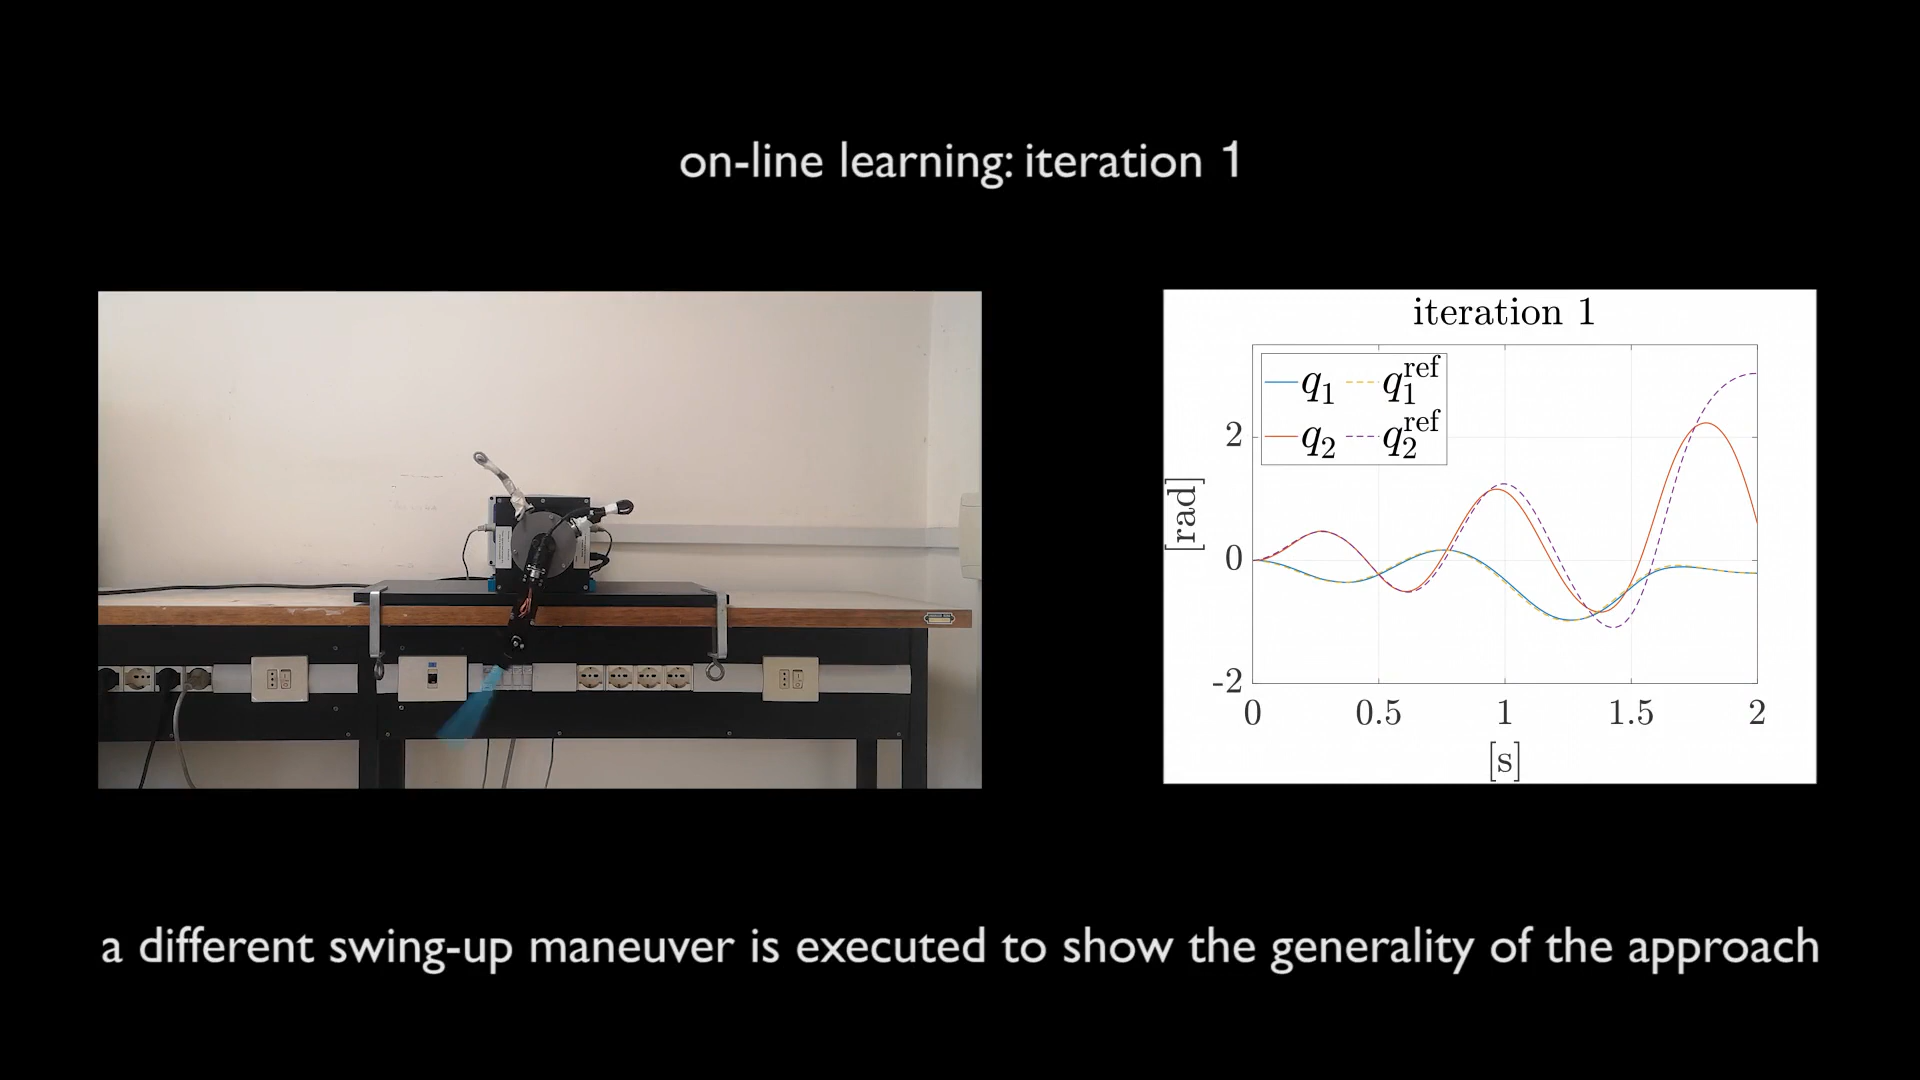 on-line learning: iteration 1
iteration 1
q1 q1ref
q2 q2ref
[rad]
2
0
-2
0 0.5 1 1.5 2
[s]
a different swing-up maneuver is executed to show the generality of the approach